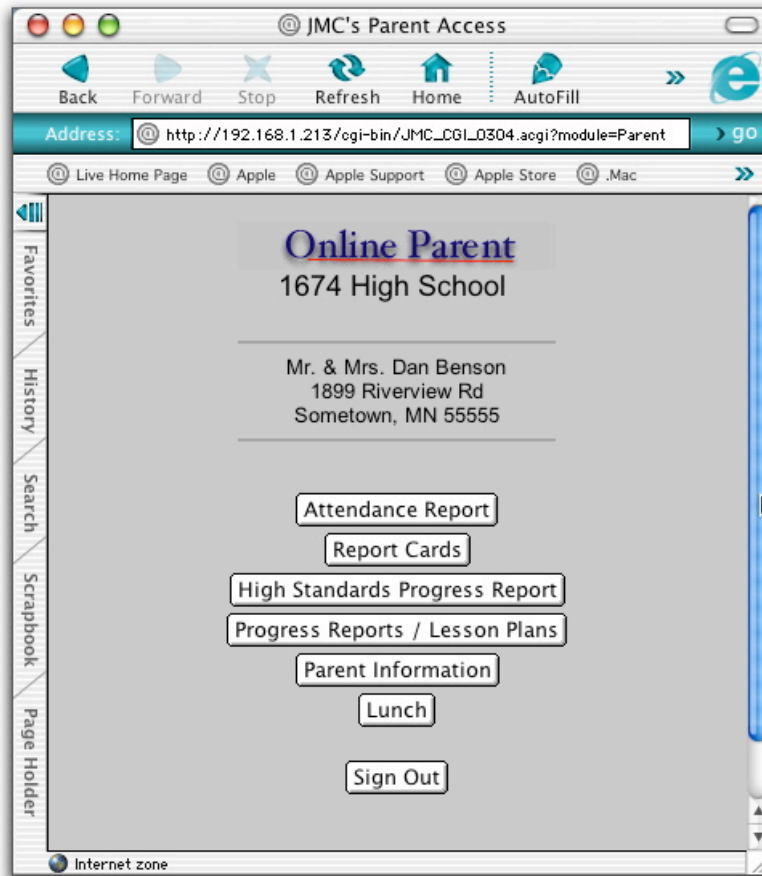 JMC's Parent Access
Back Forward Stop Refresh Home AutoFill
Address: http://192.168.1.213/cgi-bin/JMC_CGI_0304.acgi?module=Parent go
Live Home Page Apple Apple Support Apple Store .Mac
Favorites
History
Search
Scrapbook
Page Holder
Online Parent
1674 High School
Mr. & Mrs. Dan Benson
1899 Riverview Rd
Sometown, MN 55555
Attendance Report
Report Cards
High Standards Progress Report
Progress Reports / Lesson Plans
Parent Information
Lunch
Sign Out
Internet zone